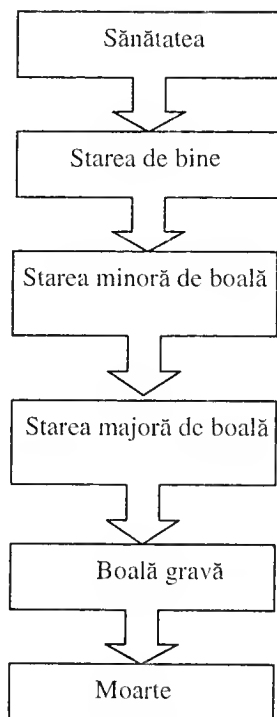 Sănătatea
Starea de bine
Starea minoră de boală
Starea majoră de boală
Boală gravă
Moarte